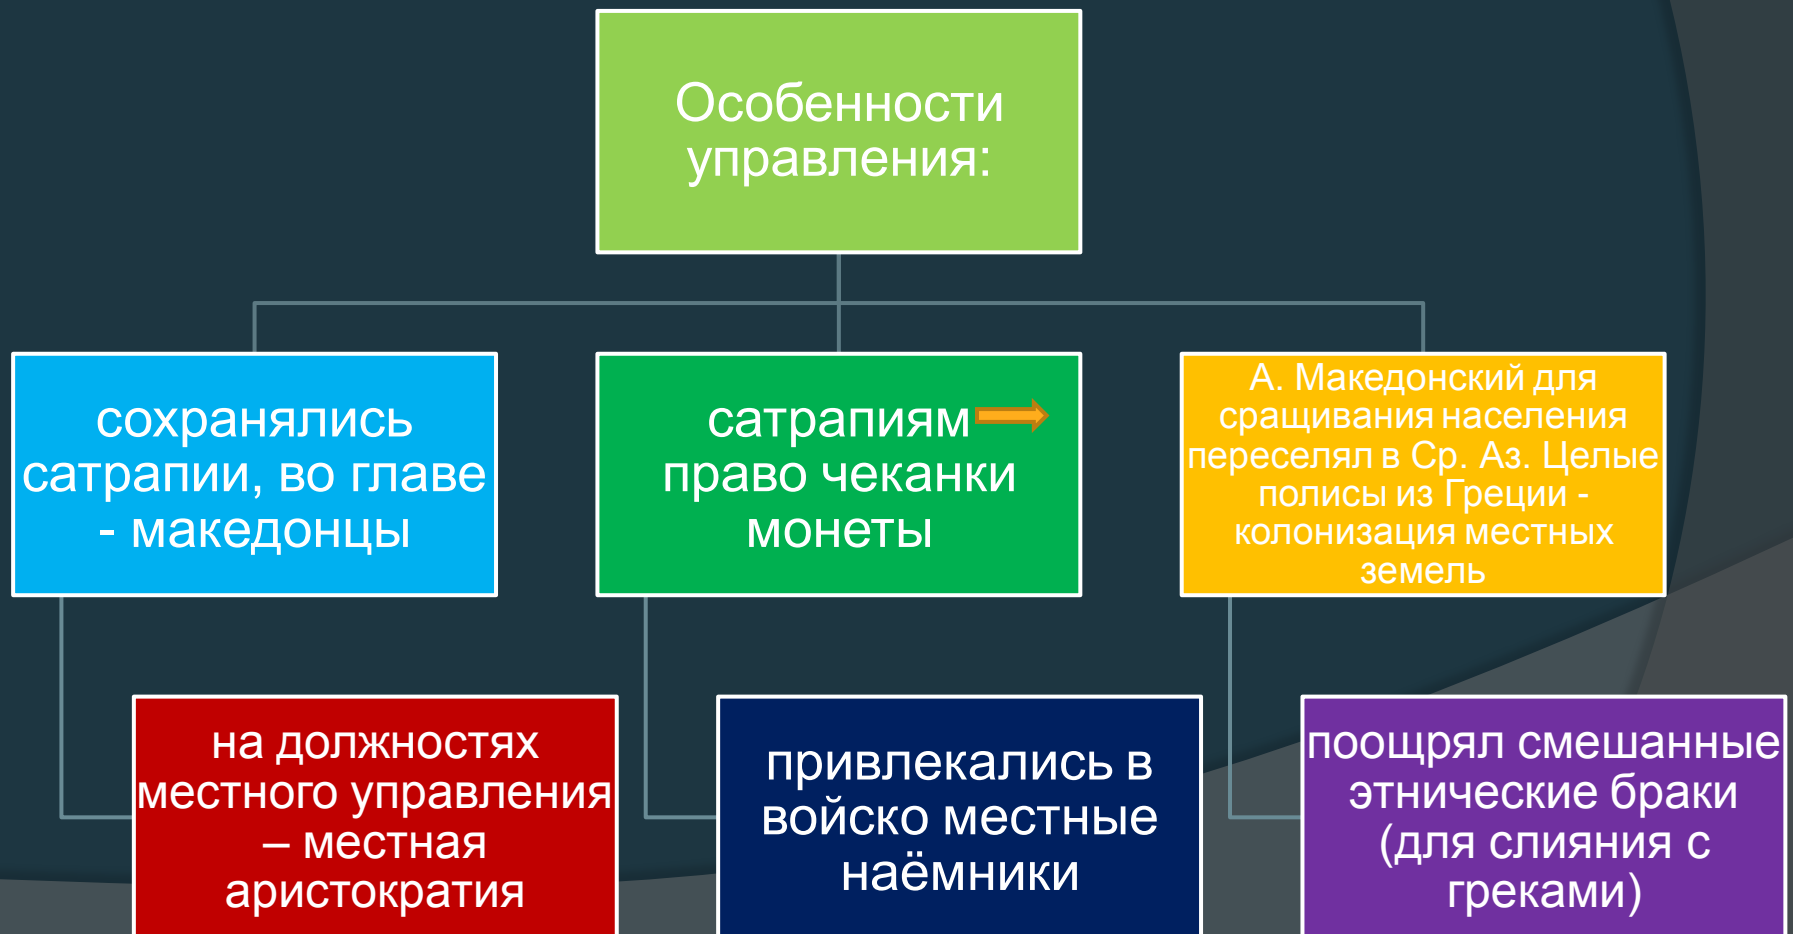 Особенности
управления:
сохранялись
сатрапии, во главе
- македонцы
сатрапиям
право чеканки
монеты
А. Македонский для
сращивания населения
переселял в Ср. Аз. Целые
полисы из Греции -
колонизация местных
земель
на должностях
местного управления
– местная
аристократия
привлекались в
войско местные
наёмники
поощрял смешанные
этнические браки
(для слияния с
греками)